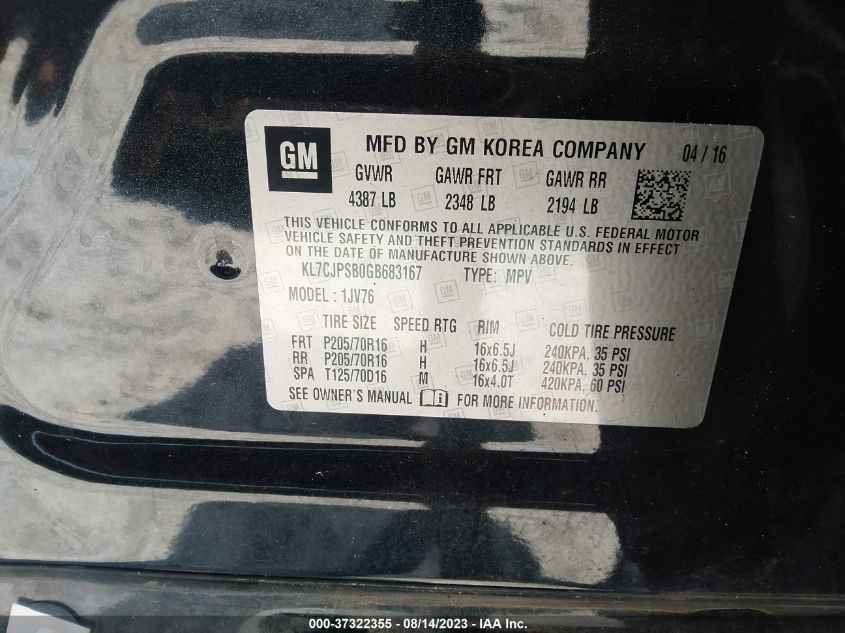 GM
MFD BY GM KOREA COMPANY 04 / 16
GVWR GAWR FRT GAWR RR
4387 LB 2348 LB 2194 LB
THIS VEHICLE CONFORMS TO ALL APPLICABLE U.S. FEDERAL MOTOR
VEHICLE SAFETY AND THEFT PREVENTION STANDARDS IN EFFECT
ON THE DATE OF MANUFACTURE SHOWN ABOVE.
KL7CJPSB0GB683167 TYPE: MPV
MODEL : 1JV76
TIRE SIZE SPEED RTG RIM COLD TIRE PRESSURE
FRT P205/70R16 H 16x6.5J 240KPA, 35 PSI
RR P205/70R16 H 16x6.5J 240KPA, 35 PSI
SPA T125/70D16 M 16x4.0T 420KPA, 60 PSI
SEE OWNER'S MANUAL FOR MORE INFORMATION.
000-37322355 - 08/14/2023 - IAA Inc.